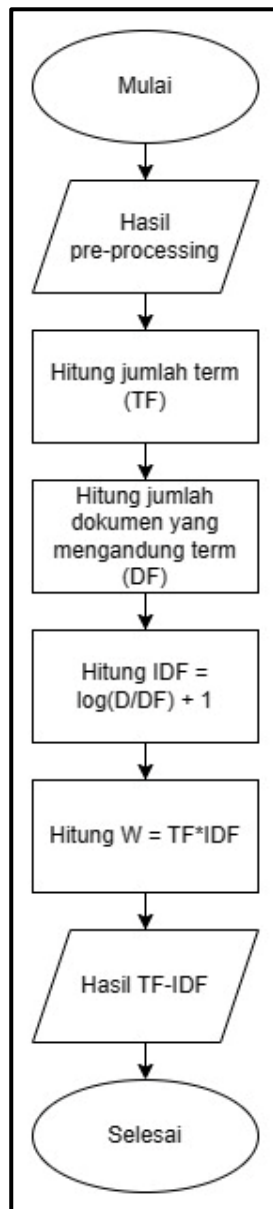 Mulai
Hasil
pre-processing
Hitung jumlah term
(TF)
Hitung jumlah
dokumen yang
mengandung term
(DF)
Hitung IDF =
log(D/DF) + 1
Hitung W = TF*IDF
Hasil TF-IDF
Selesai